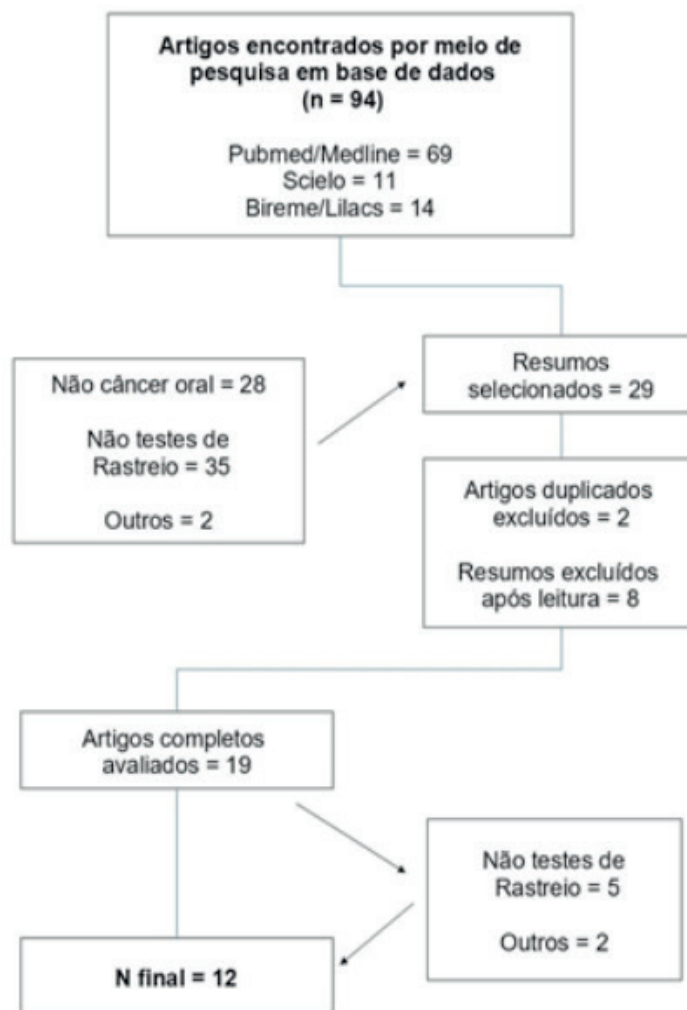 Artigos encontrados por meio de
pesquisa em base de dados
(n = 94)
Pubmed/Medline = 69
Scielo = 11
Bireme/Lilacs = 14
Não câncer oral = 28
Não testes de
Rastreio = 35
Outros = 2
Resumos
selecionados = 29
Artigos duplicados
excluídos = 2
Resumos excluídos
após leitura = 8
Artigos completos
avaliados = 19
Não testes de
Rastreio = 5
Outros = 2
N final = 12